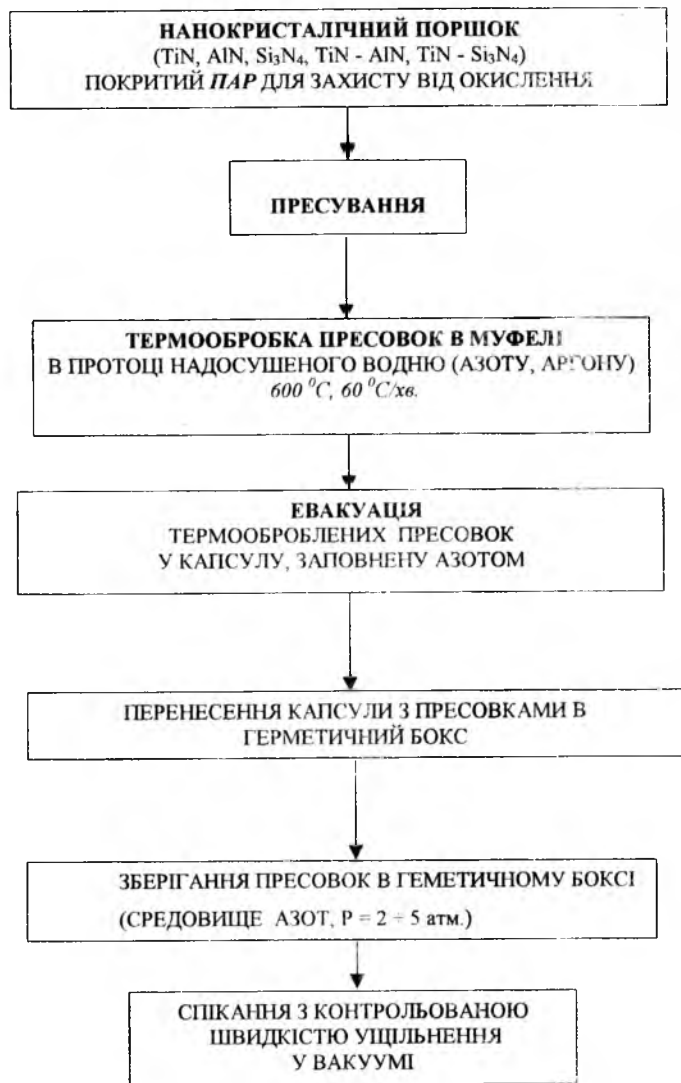 НАНОКРИСТАЛІЧНИЙ ПОРШОК
(TiN, AlN, Si₃N₄, TiN - AlN, TiN - Si₃N₄)
ПОКРИТИЙ ПАР ДЛЯ ЗАХИСТУ ВІД ОКИСЛЕННЯ
ПРЕСУВАННЯ
ТЕРМООБРОБКА ПРЕСОВОК В МУФЕЛІ
В ПРОТОЦІ НАДОСУШЕНОГО ВОДНЮ (АЗОТУ, АРГОНУ)
600 ⁰C, 60 ⁰C/хв.
ЕВАКУАЦІЯ
ТЕРМООБРОБЛЕНИХ ПРЕСОВОК
У КАПСУЛУ, ЗАПОВНЕНУ АЗОТОМ
ПЕРЕНЕСЕННЯ КАПСУЛИ З ПРЕСОВКАМИ В
ГЕРМЕТИЧНИЙ БОКС
ЗБЕРІГАННЯ ПРЕСОВОК В ГЕМЕТИЧНОМУ БОКСІ
(СРЕДОВИЩЕ АЗОТ, P = 2 ÷ 5 атм.)
СПІКАННЯ З КОНТРОЛЬОВАНОЮ
ШВИДКІСТЮ УЩІЛЬНЕННЯ
У ВАКУУМІ